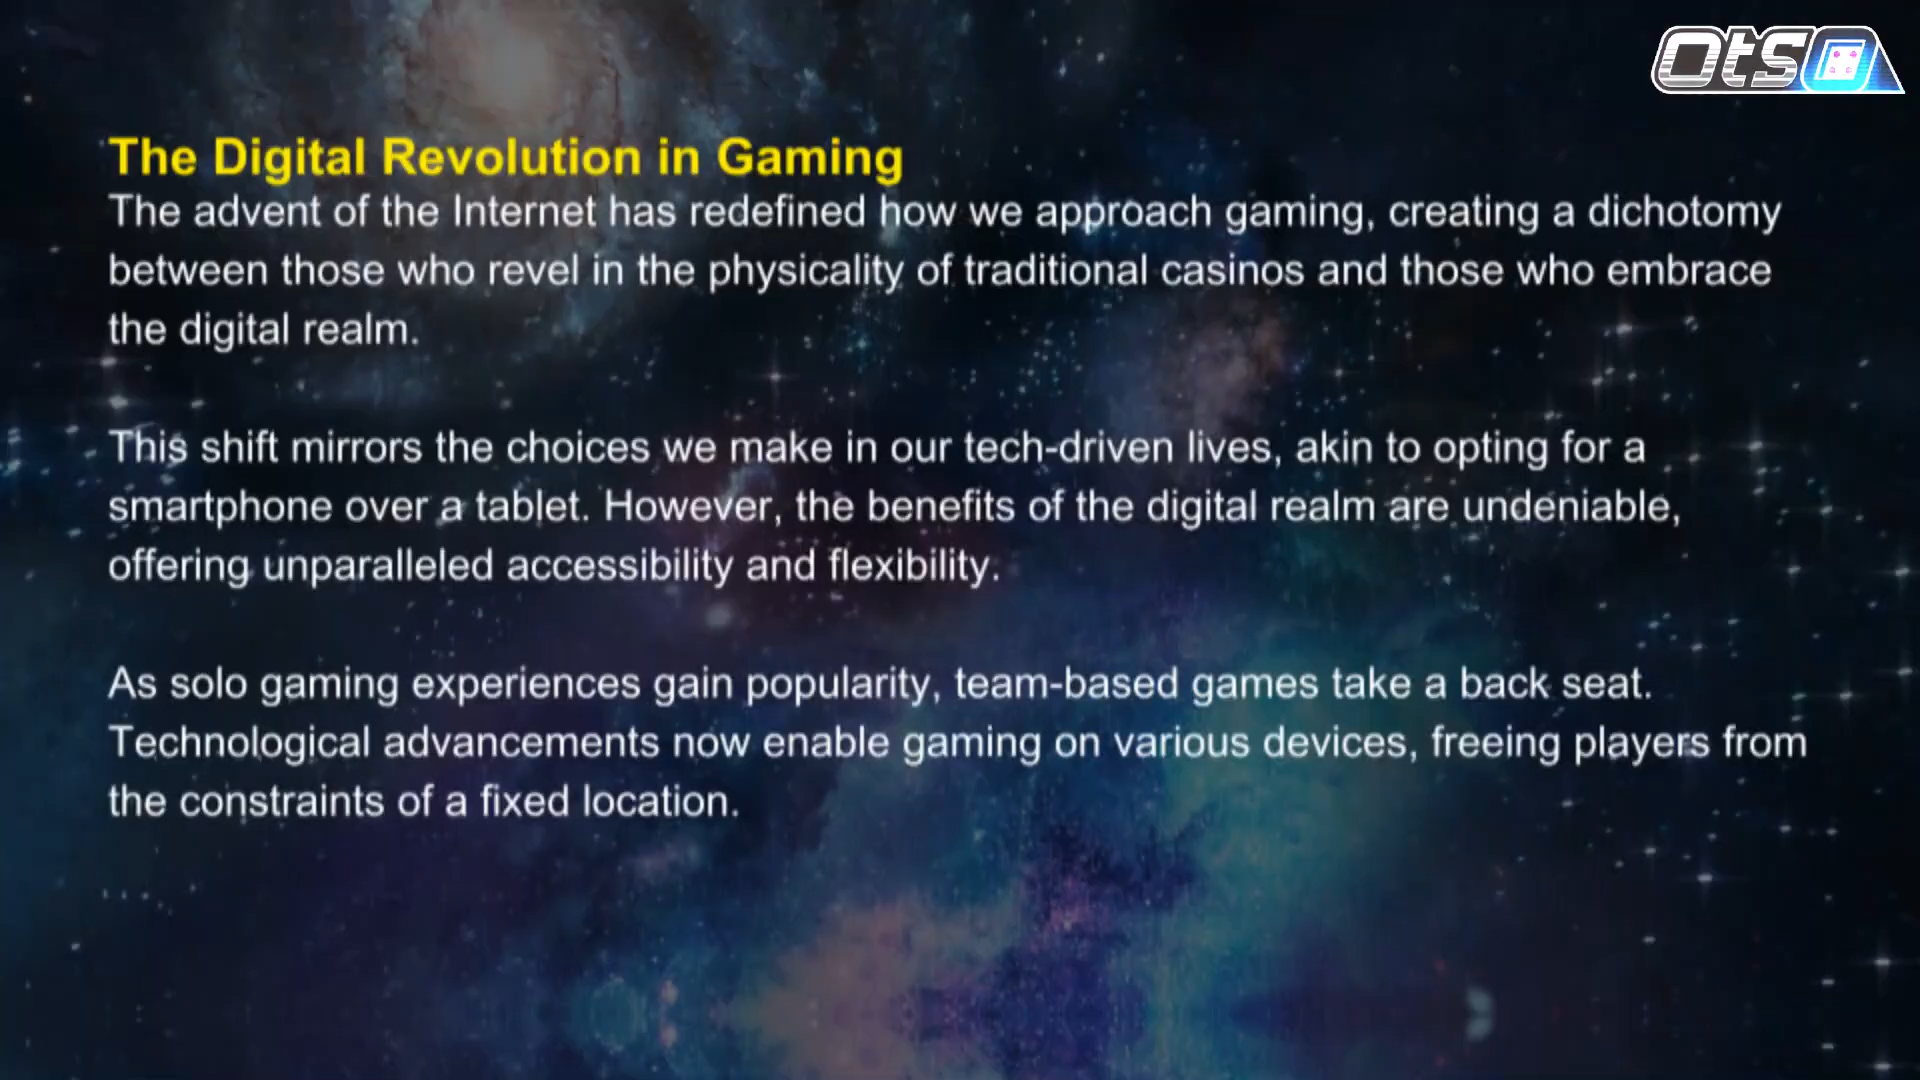 OtsO
The Digital Revolution in Gaming
The advent of the Internet has redefined how we approach gaming, creating a dichotomy
between those who revel in the physicality of traditional casinos and those who embrace
the digital realm.
This shift mirrors the choices we make in our tech-driven lives, akin to opting for a
smartphone over a tablet. However, the benefits of the digital realm are undeniable,
offering unparalleled accessibility and flexibility.
As solo gaming experiences gain popularity, team-based games take a back seat.
Technological advancements now enable gaming on various devices, freeing players from
the constraints of a fixed location.